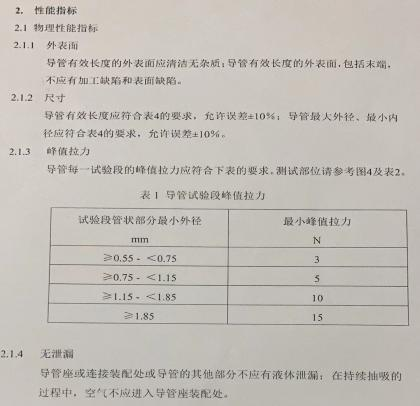 2. 性能指标
2.1 物理性能指标
2.1.1 外表面
导管有效长度的外表面应清洁无杂质；导管有效长度的外表面，包括末端，
不应有加工缺陷和表面缺陷。
2.1.2 尺寸
导管有效长度应符合表4的要求，允许误差±10%；导管最大外径、最小内
径应符合表4的要求，允许误差±10%。
2.1.3 峰值拉力
导管每一试验段的峰值拉力应符合下表的要求。测试部位请参考图4及表2。
表 1 导管试验段峰值拉力
试验段管状部分最小外径 最小峰值拉力
mm N
≥0.55 - ＜0.75 3
≥0.75 - ＜1.15 5
≥1.15 - ＜1.85 10
≥1.85 15
2.1.4 无泄漏
导管座或连接装配处或导管的其他部分不应有液体泄漏；在持续抽吸的
过程中，空气不应进入导管座装配处。